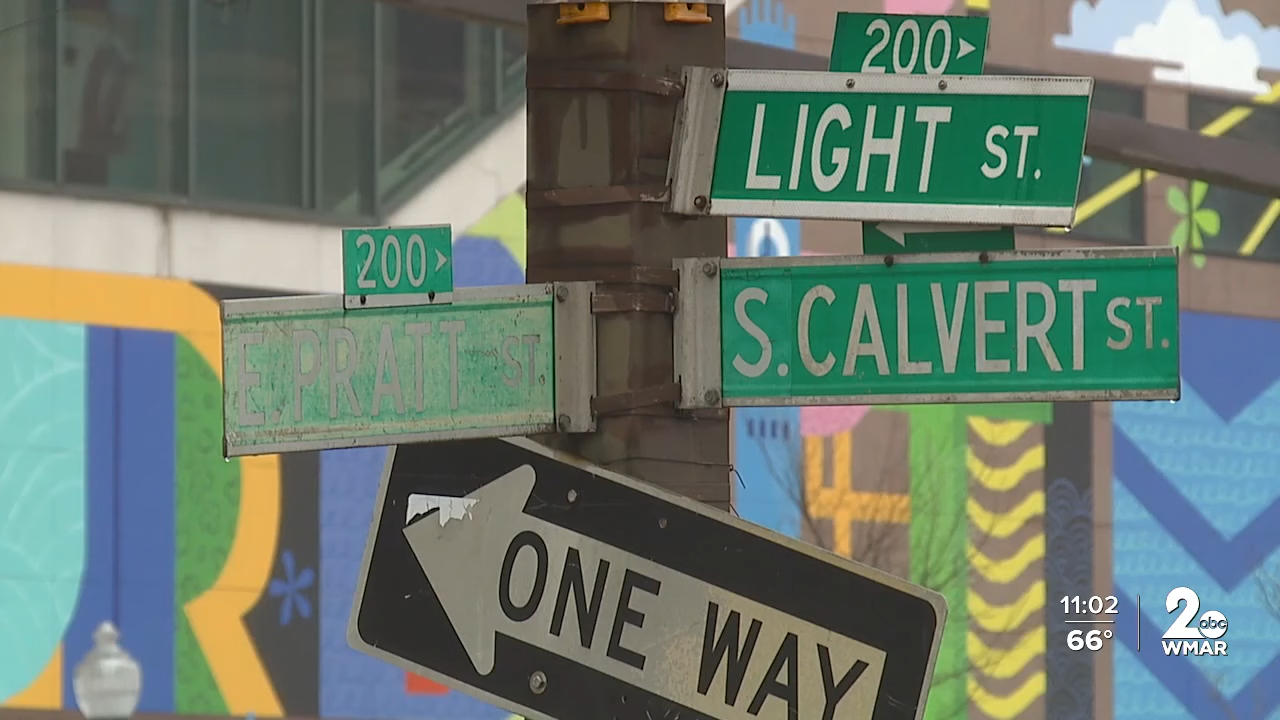 200
LIGHT ST.
200
E. PRATT ST.
S. CALVERT ST.
ONE WAY
11:02
66°
2 abc
WMAR